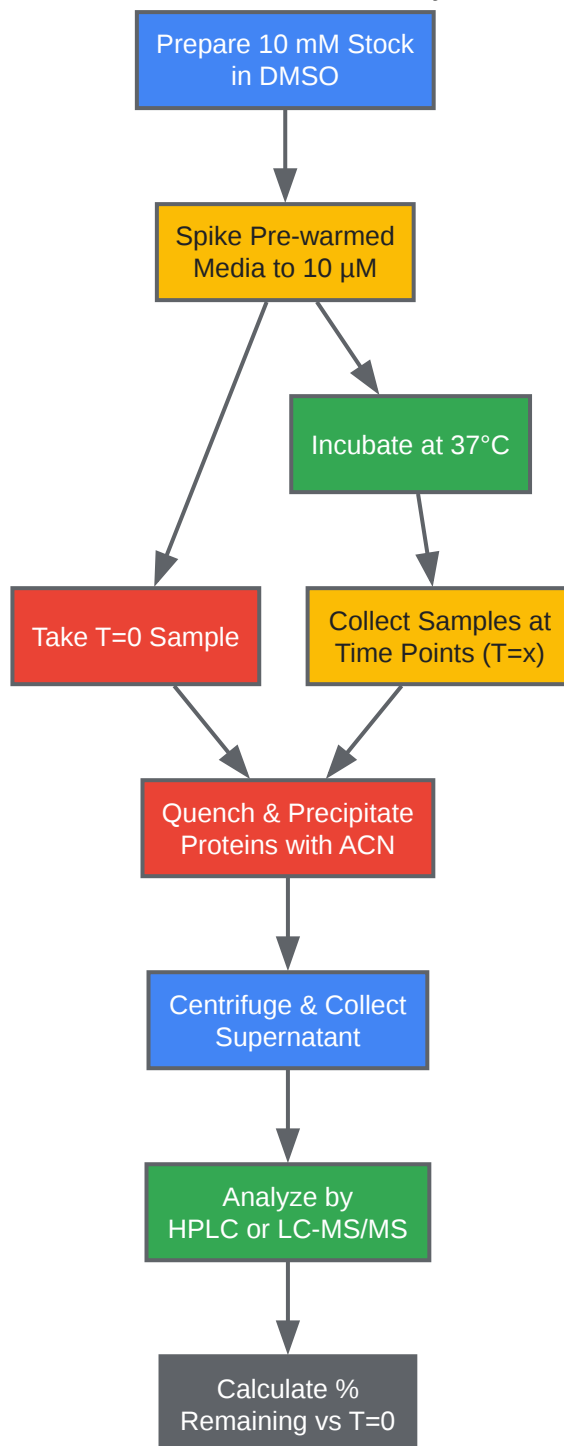 Prepare 10 mM Stock
in DMSO
Spike Pre-warmed
Media to 10 µM
Incubate at 37°C
Take T=0 Sample
Collect Samples at
Time Points (T=x)
Quench & Precipitate
Proteins with ACN
Centrifuge & Collect
Supernatant
Analyze by
HPLC or LC-MS/MS
Calculate %
Remaining vs T=0